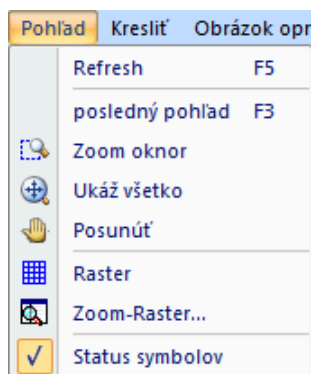 Pohľad Kresliť Obrázok opr
Refresh F5
posledný pohľad F3
Zoom oknor
Ukáž všetko
Posunúť
Raster
Zoom-Raster...
Status symbolov